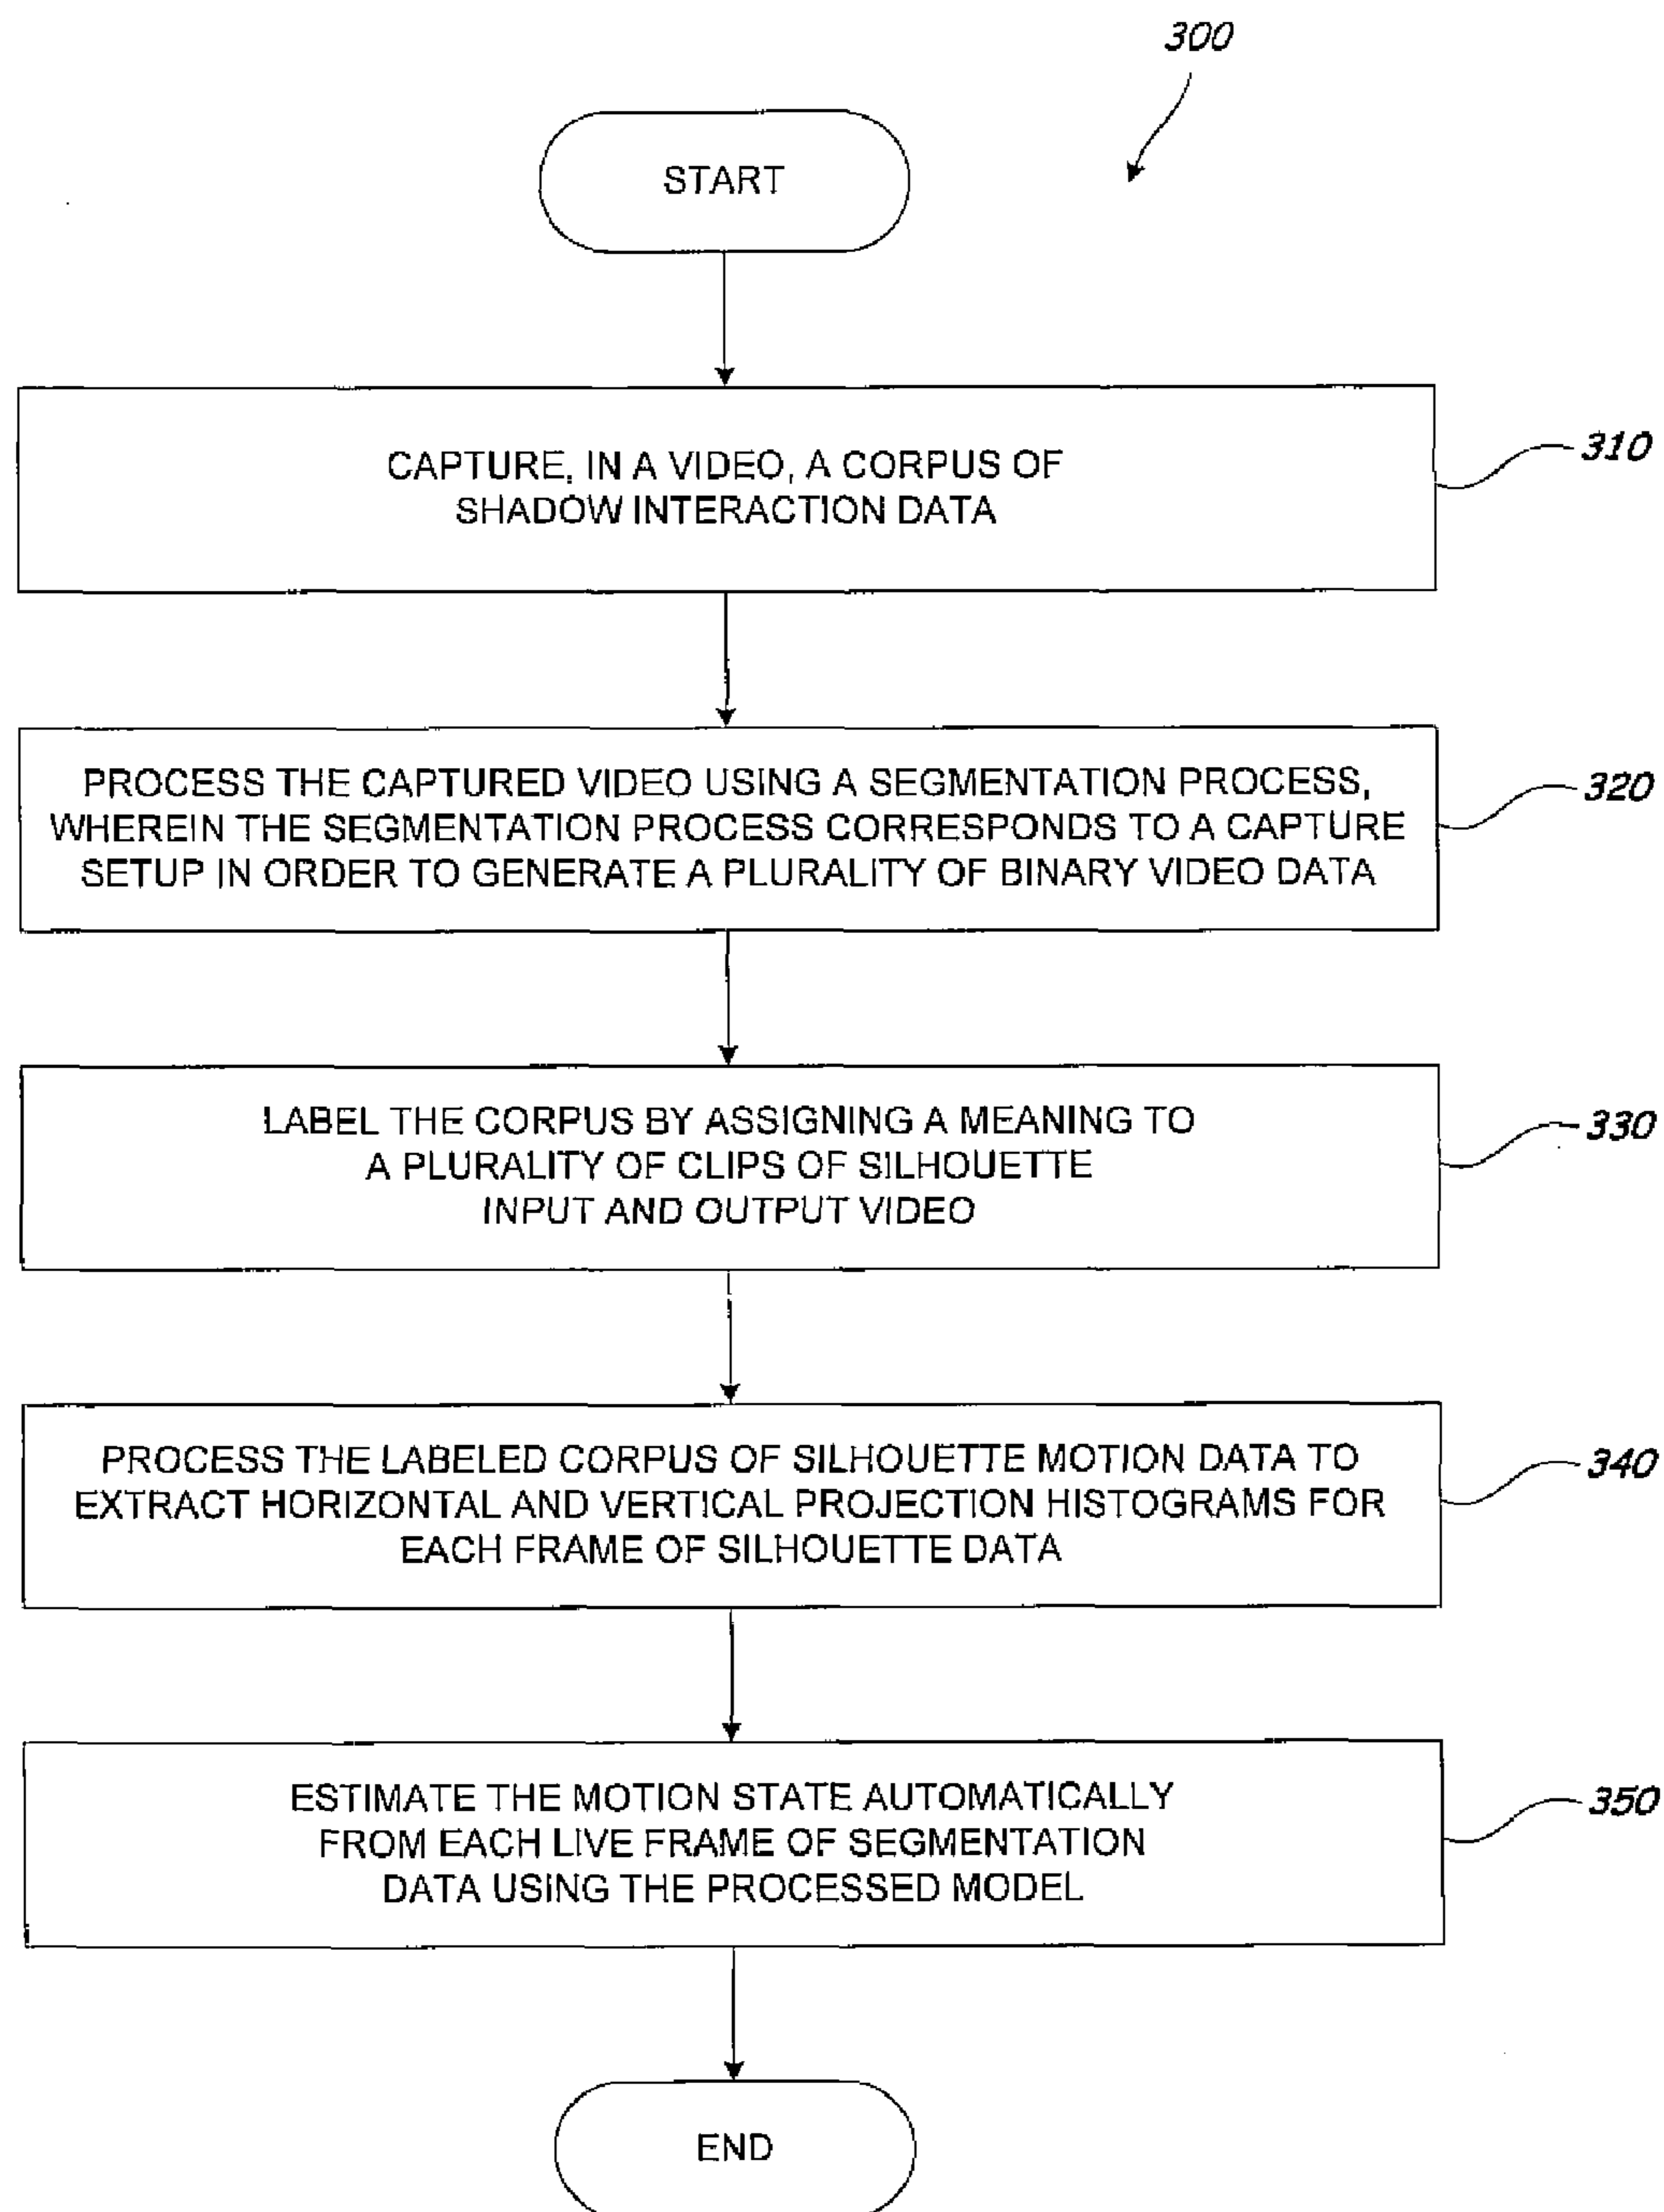 300
START
CAPTURE, IN A VIDEO, A CORPUS OF
SHADOW INTERACTION DATA
310
PROCESS THE CAPTURED VIDEO USING A SEGMENTATION PROCESS,
WHEREIN THE SEGMENTATION PROCESS CORRESPONDS TO A CAPTURE
SETUP IN ORDER TO GENERATE A PLURALITY OF BINARY VIDEO DATA
320
LABEL THE CORPUS BY ASSIGNING A MEANING TO
A PLURALITY OF CLIPS OF SILHOUETTE
INPUT AND OUTPUT VIDEO
330
PROCESS THE LABELED CORPUS OF SILHOUETTE MOTION DATA TO
EXTRACT HORIZONTAL AND VERTICAL PROJECTION HISTOGRAMS FOR
EACH FRAME OF SILHOUETTE DATA
340
ESTIMATE THE MOTION STATE AUTOMATICALLY
FROM EACH LIVE FRAME OF SEGMENTATION
DATA USING THE PROCESSED MODEL
350
END